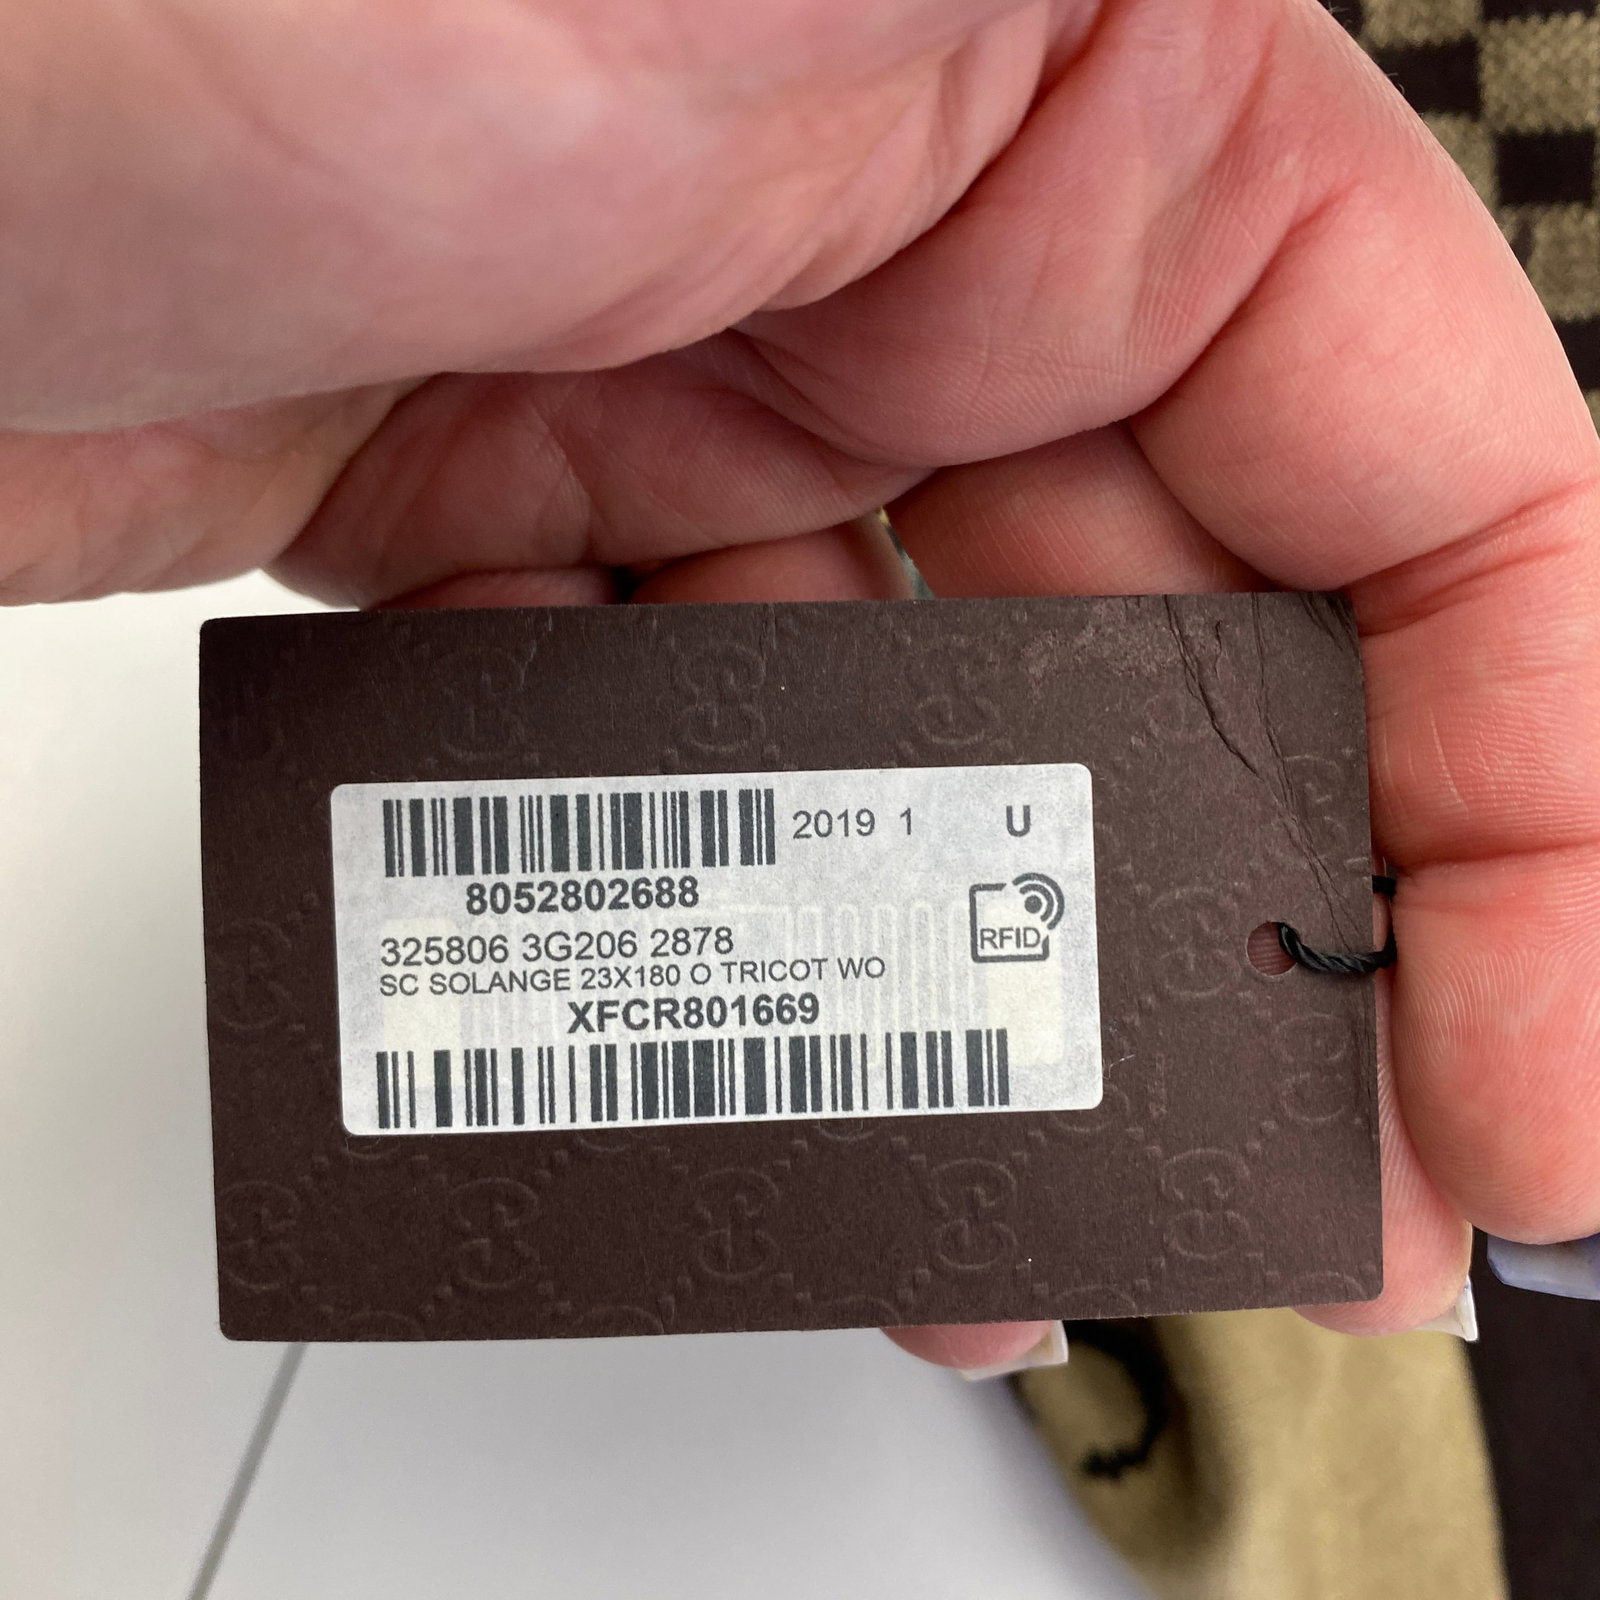 2019 1 U
8052802688
325806 3G206 2878
RFID
SC SOLANGE 23X180 O TRICOT WO
XFCR801669